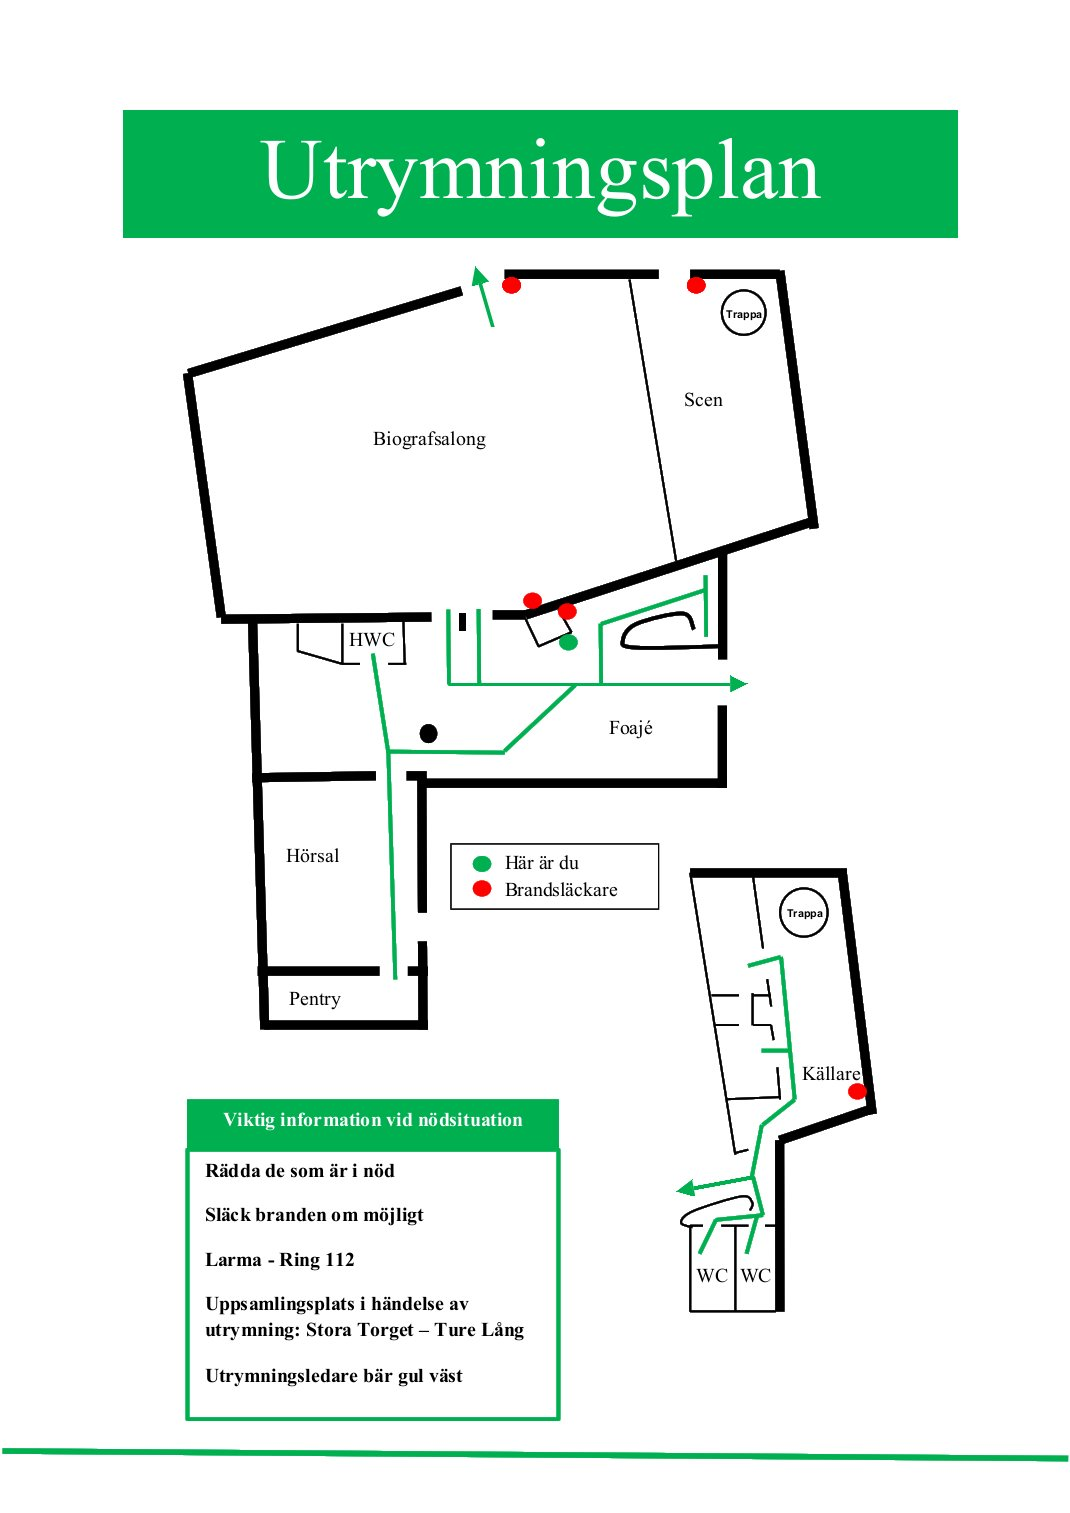 Utrymningsplan
Trappa
Scen
Biografsalong
HWC
Foajé
Hörsal
Här är du
Brandsläckare
Trappa
Pentry
Källare
Viktig information vid nödsituation
Rädda de som är i nöd
Släck branden om möjligt
Larma - Ring 112
Uppsamlingsplats i händelse av
utrymning: Stora Torget – Ture Lång
Utrymningsledare bär gul väst
WC WC